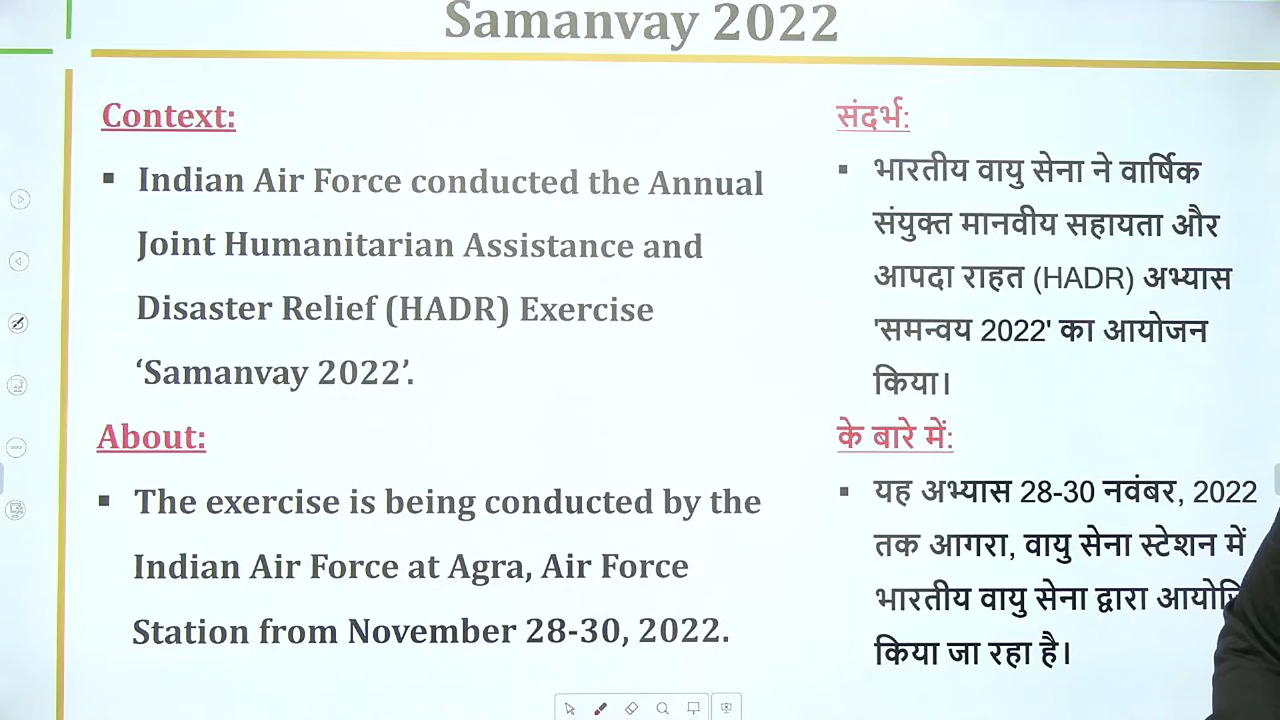 Samanvay 2022
Context:
▪ Indian Air Force conducted the Annual
Joint Humanitarian Assistance and
Disaster Relief (HADR) Exercise
‘Samanvay 2022’.
About:
▪ The exercise is being conducted by the
Indian Air Force at Agra, Air Force
Station from November 28-30, 2022.
संदर्भ:
▪ भारतीय वायु सेना ने वार्षिक
संयुक्त मानवीय सहायता और
आपदा राहत (HADR) अभ्यास
'समन्वय 2022' का आयोजन
किया।
के बारे में:
▪ यह अभ्यास 28-30 नवंबर, 2022
तक आगरा, वायु सेना स्टेशन में
भारतीय वायु सेना द्वारा
किया जा रहा है।